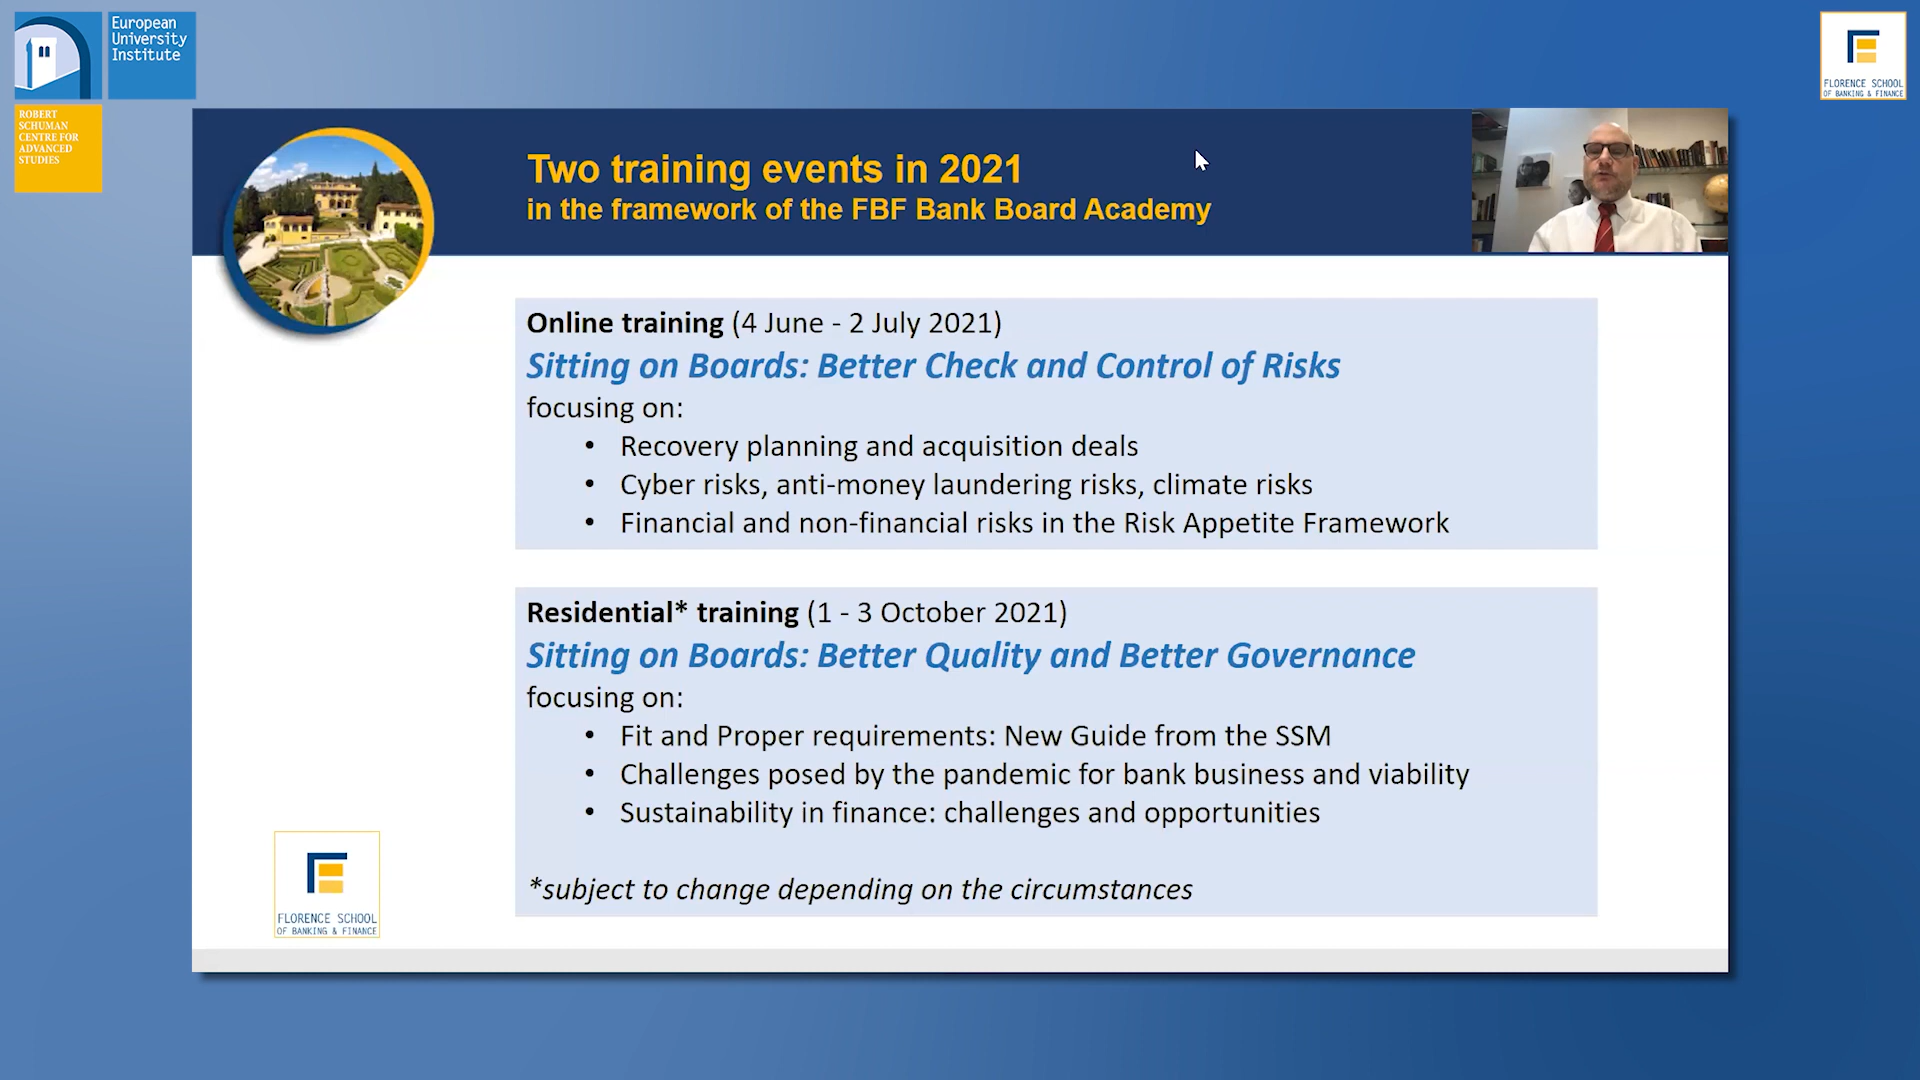 European
University
Institute
ROBERT
SCHUMAN
CENTRE FOR
ADVANCED
STUDIES
FLORENCE SCHOOL
OF BANKING & FINANCE
Two training events in 2021
in the framework of the FBF Bank Board Academy
Online training (4 June - 2 July 2021)
Sitting on Boards: Better Check and Control of Risks
focusing on:
• Recovery planning and acquisition deals
• Cyber risks, anti-money laundering risks, climate risks
• Financial and non-financial risks in the Risk Appetite Framework
Residential* training (1 - 3 October 2021)
Sitting on Boards: Better Quality and Better Governance
focusing on:
• Fit and Proper requirements: New Guide from the SSM
• Challenges posed by the pandemic for bank business and viability
• Sustainability in finance: challenges and opportunities
*subject to change depending on the circumstances
FLORENCE SCHOOL
OF BANKING & FINANCE